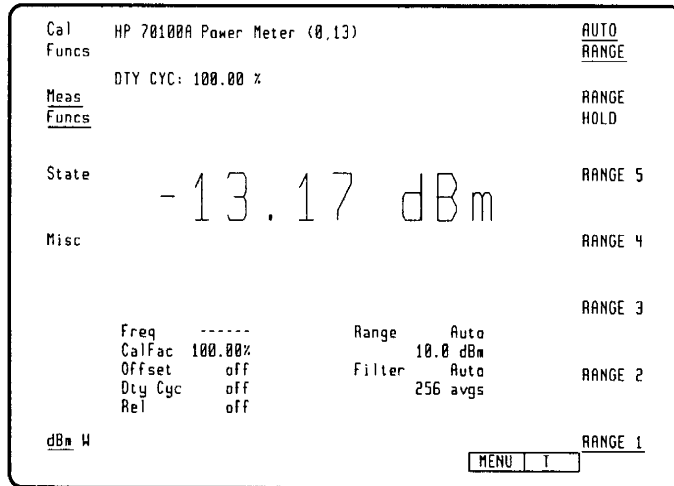 Cal Funcs
HP 70100A Power Meter (0,13)
AUTO RANGE
DTY CYC: 100.00 %
Meas Funcs
RANGE HOLD
State
-13.17 dBm
RANGE 5
Misc
RANGE 4
RANGE 3
Freq ------
Range Auto
CalFac 100.00%
10.0 dBm
Offset off
Filter Auto
RANGE 2
Dty Cyc off
256 avgs
Rel off
dBm W
RANGE 1
MENU T